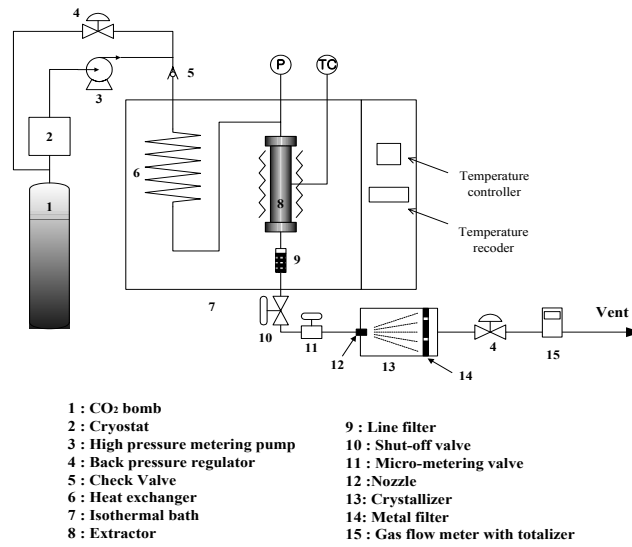 4
P
TC
5
3
2
6
1
8
Temperature
controller
9
Temperature
recoder
7
10
11
12
13
14
4
15
Vent
1 : CO2 bomb
2 : Cryostat
3 : High pressure metering pump
4 : Back pressure regulator
5 : Check Valve
6 : Heat exchanger
7 : Isothermal bath
8 : Extractor
9 : Line filter
10 : Shut-off valve
11 : Micro-metering valve
12 :Nozzle
13: Crystallizer
14: Metal filter
15 : Gas flow meter with totalizer